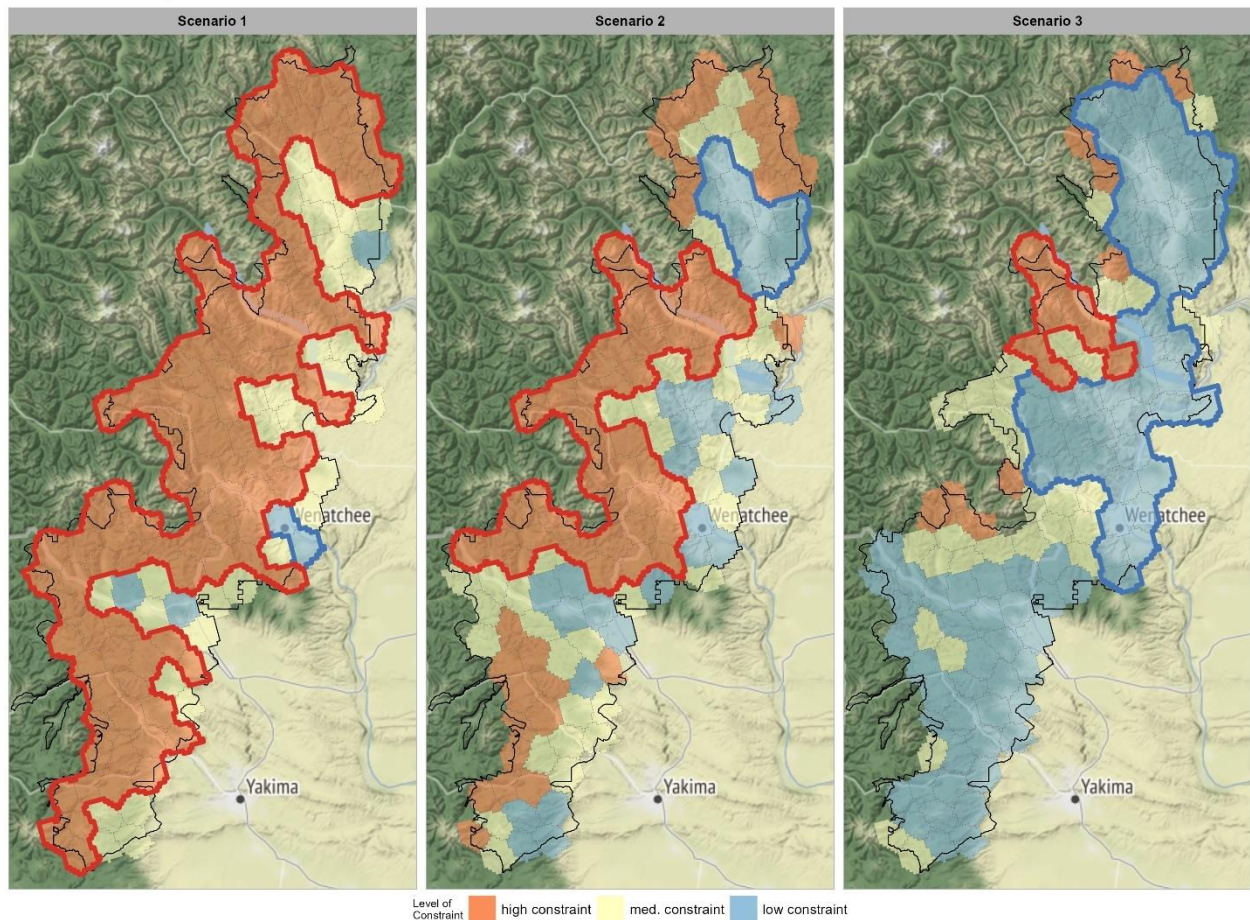 Scenario 1
Scenario 2
Scenario 3
Wenatchee
Wenatchee
Wenatchee
Yakima
Yakima
Yakima
Level of
Constraint
high constraint
med. constraint
low constraint